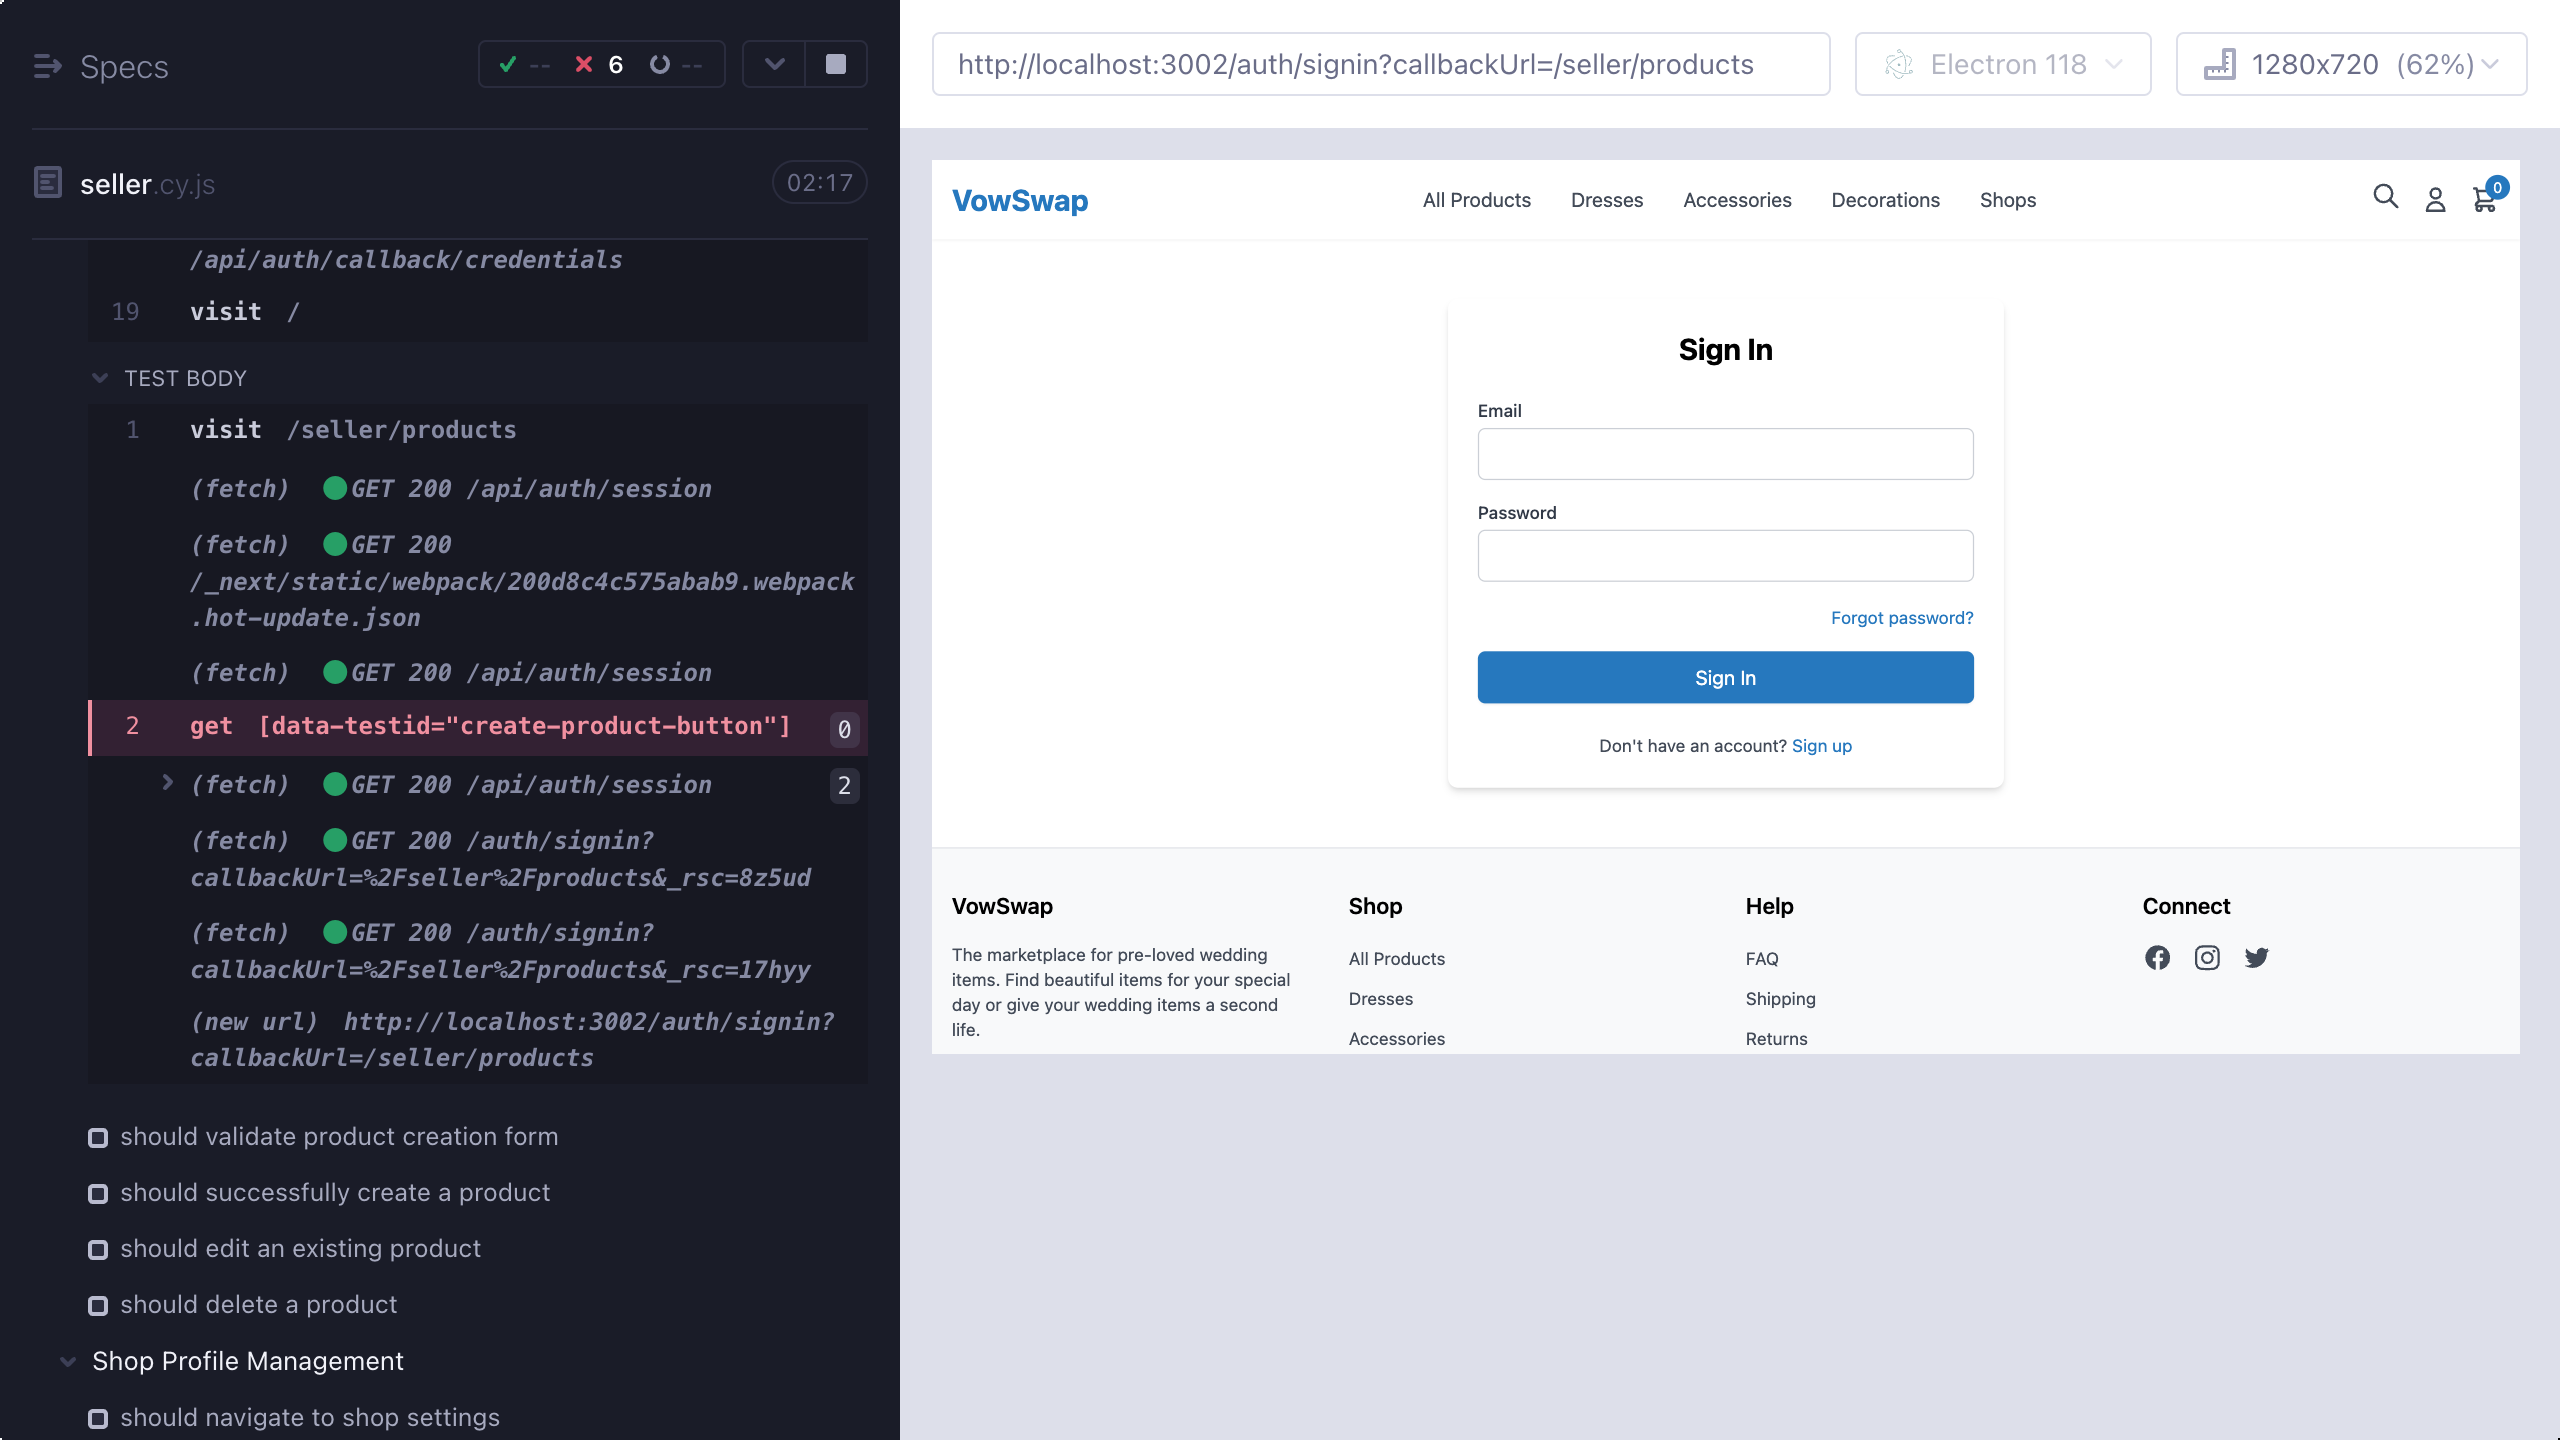 Specs
--
6
--
seller.cy.js
02:17
/api/auth/callback/credentials
19 visit /
TEST BODY
1 visit /seller/products
(fetch) GET 200 /api/auth/session
(fetch) GET 200
/_next/static/webpack/200d8c4c575abab9.webpack
.hot-update.json
(fetch) GET 200 /api/auth/session
2 get [data-testid="create-product-button"] 0
(fetch) GET 200 /api/auth/session 2
(fetch) GET 200 /auth/signin?
callbackUrl=%2Fseller%2Fproducts&_rsc=8z5ud
(fetch) GET 200 /auth/signin?
callbackUrl=%2Fseller%2Fproducts&_rsc=17hyy
(new url) http://localhost:3002/auth/signin?
callbackUrl=/seller/products
should validate product creation form
should successfully create a product
should edit an existing product
should delete a product
Shop Profile Management
should navigate to shop settings
http://localhost:3002/auth/signin?callbackUrl=/seller/products
Electron 118
1280x720 (62%)
VowSwap
All Products
Dresses
Accessories
Decorations
Shops
0
Sign In
Email
Password
Forgot password?
Sign In
Don't have an account? Sign up
VowSwap
The marketplace for pre-loved wedding
items. Find beautiful items for your special
day or give your wedding items a second
life.
Shop
All Products
Dresses
Accessories
Help
FAQ
Shipping
Returns
Connect